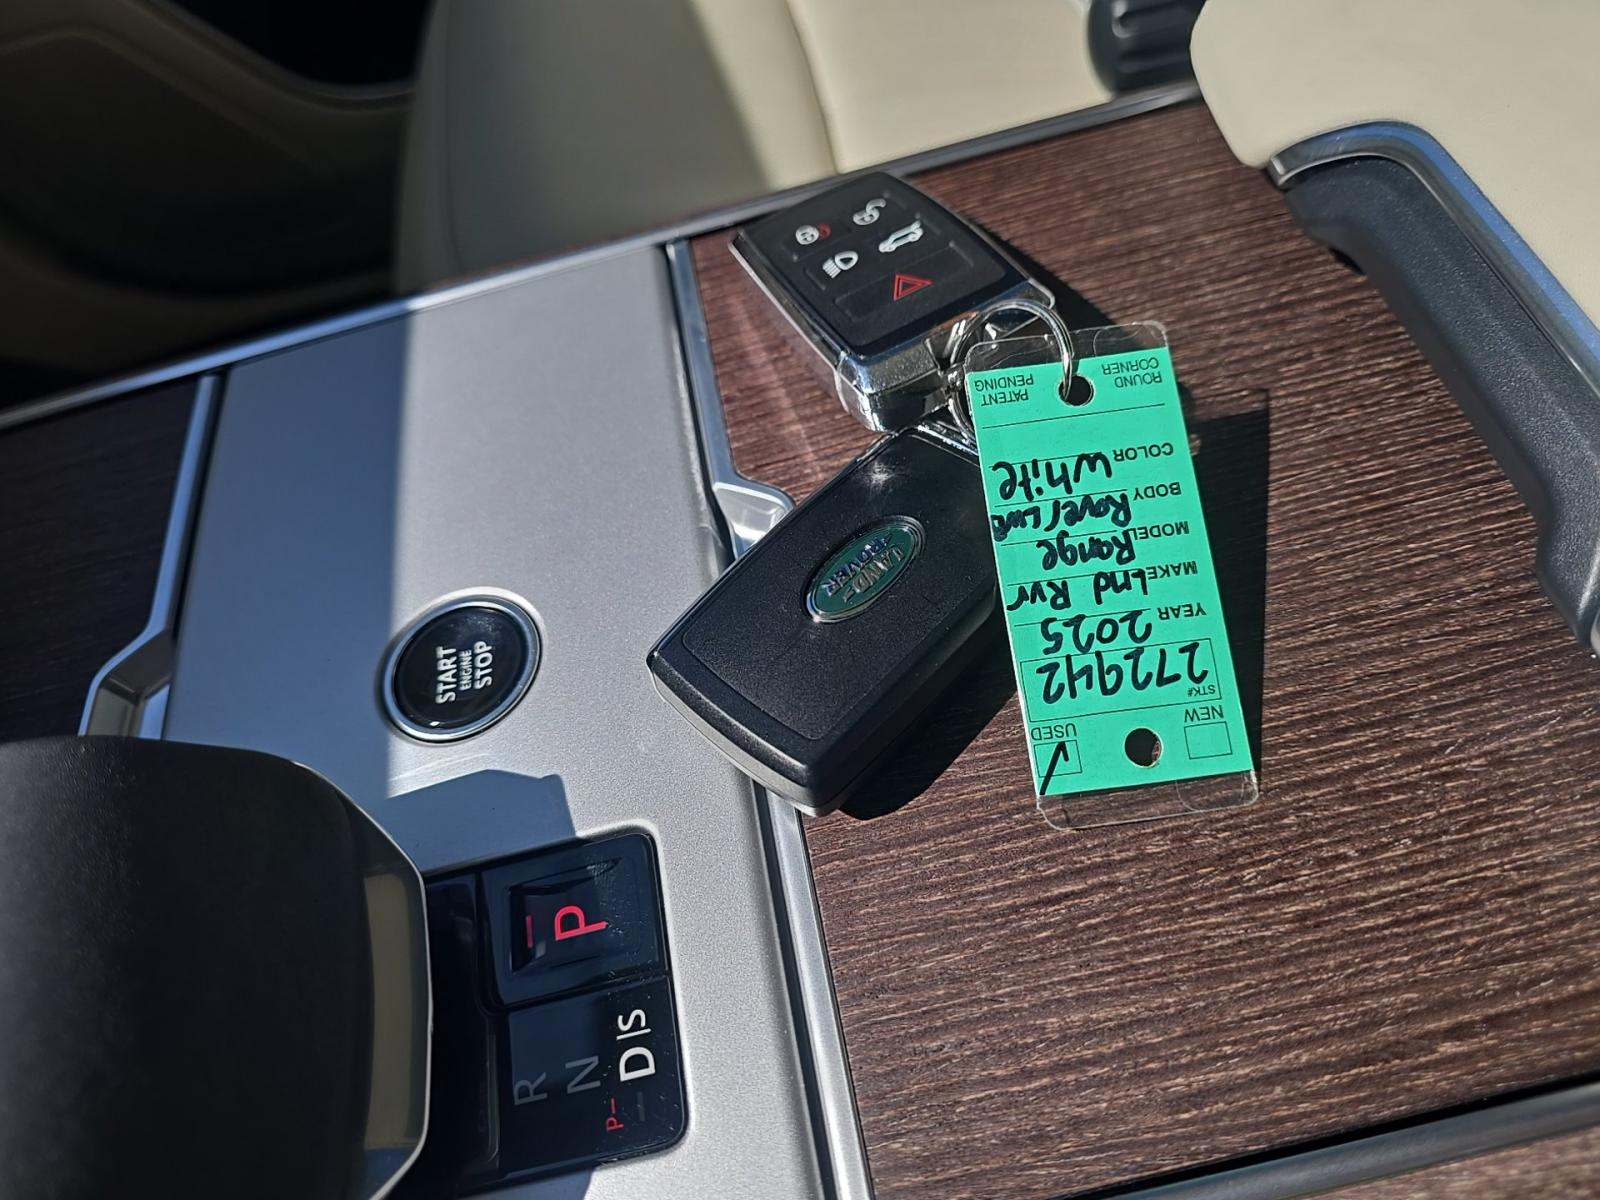 START
ENGINE
STOP
P
R
N
D|S
P
LAND-
ROVER
PATENT PENDING
ROUND CORNER
NEW
USED ✓
STK# 272942
YEAR 2025
MAKE Lnd Rvr
MODEL Range
BODY Rover LWB
COLOR White